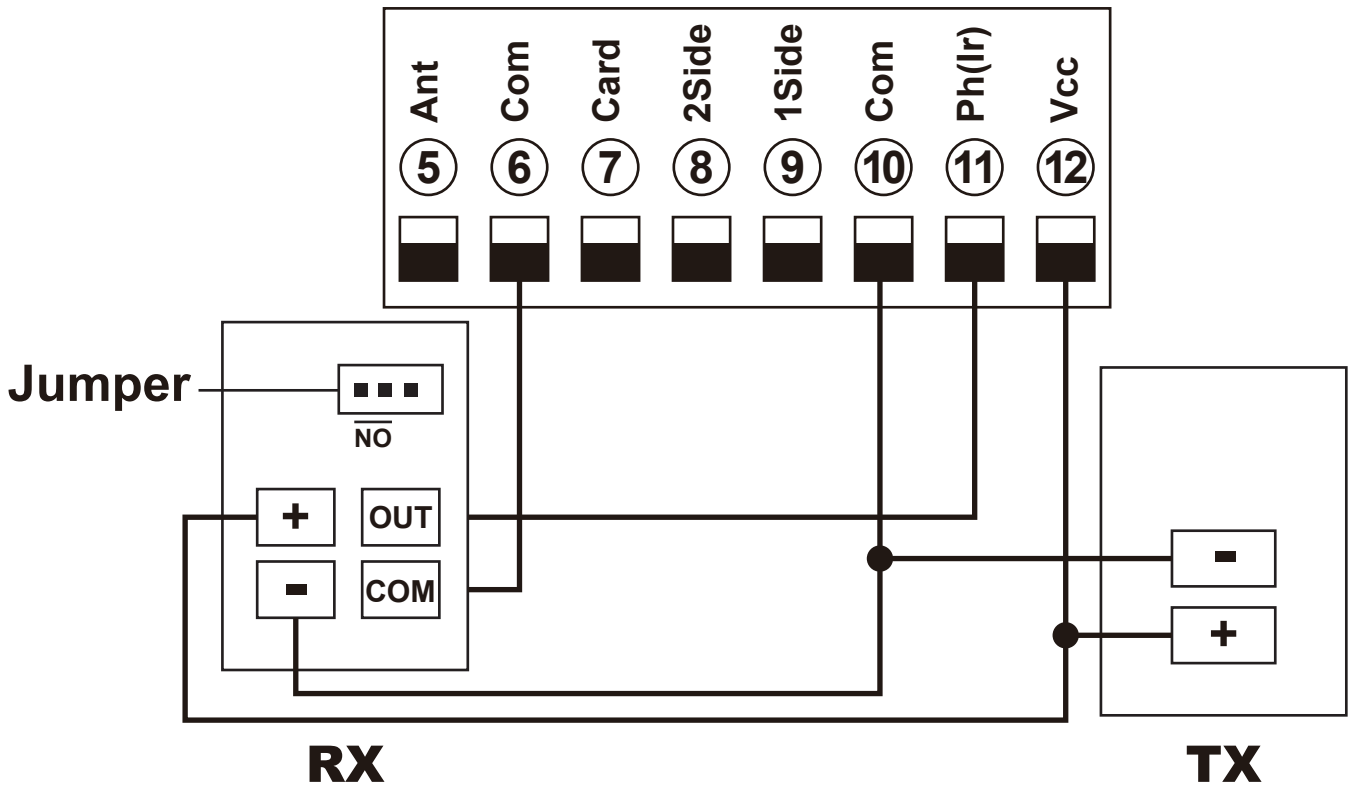 Ant Com Card 2Side 1Side Com Ph(Ir) Vcc
5 6 7 8 9 10 11 12
Jumper
NO
+ OUT
- COM
-
+
RX TX